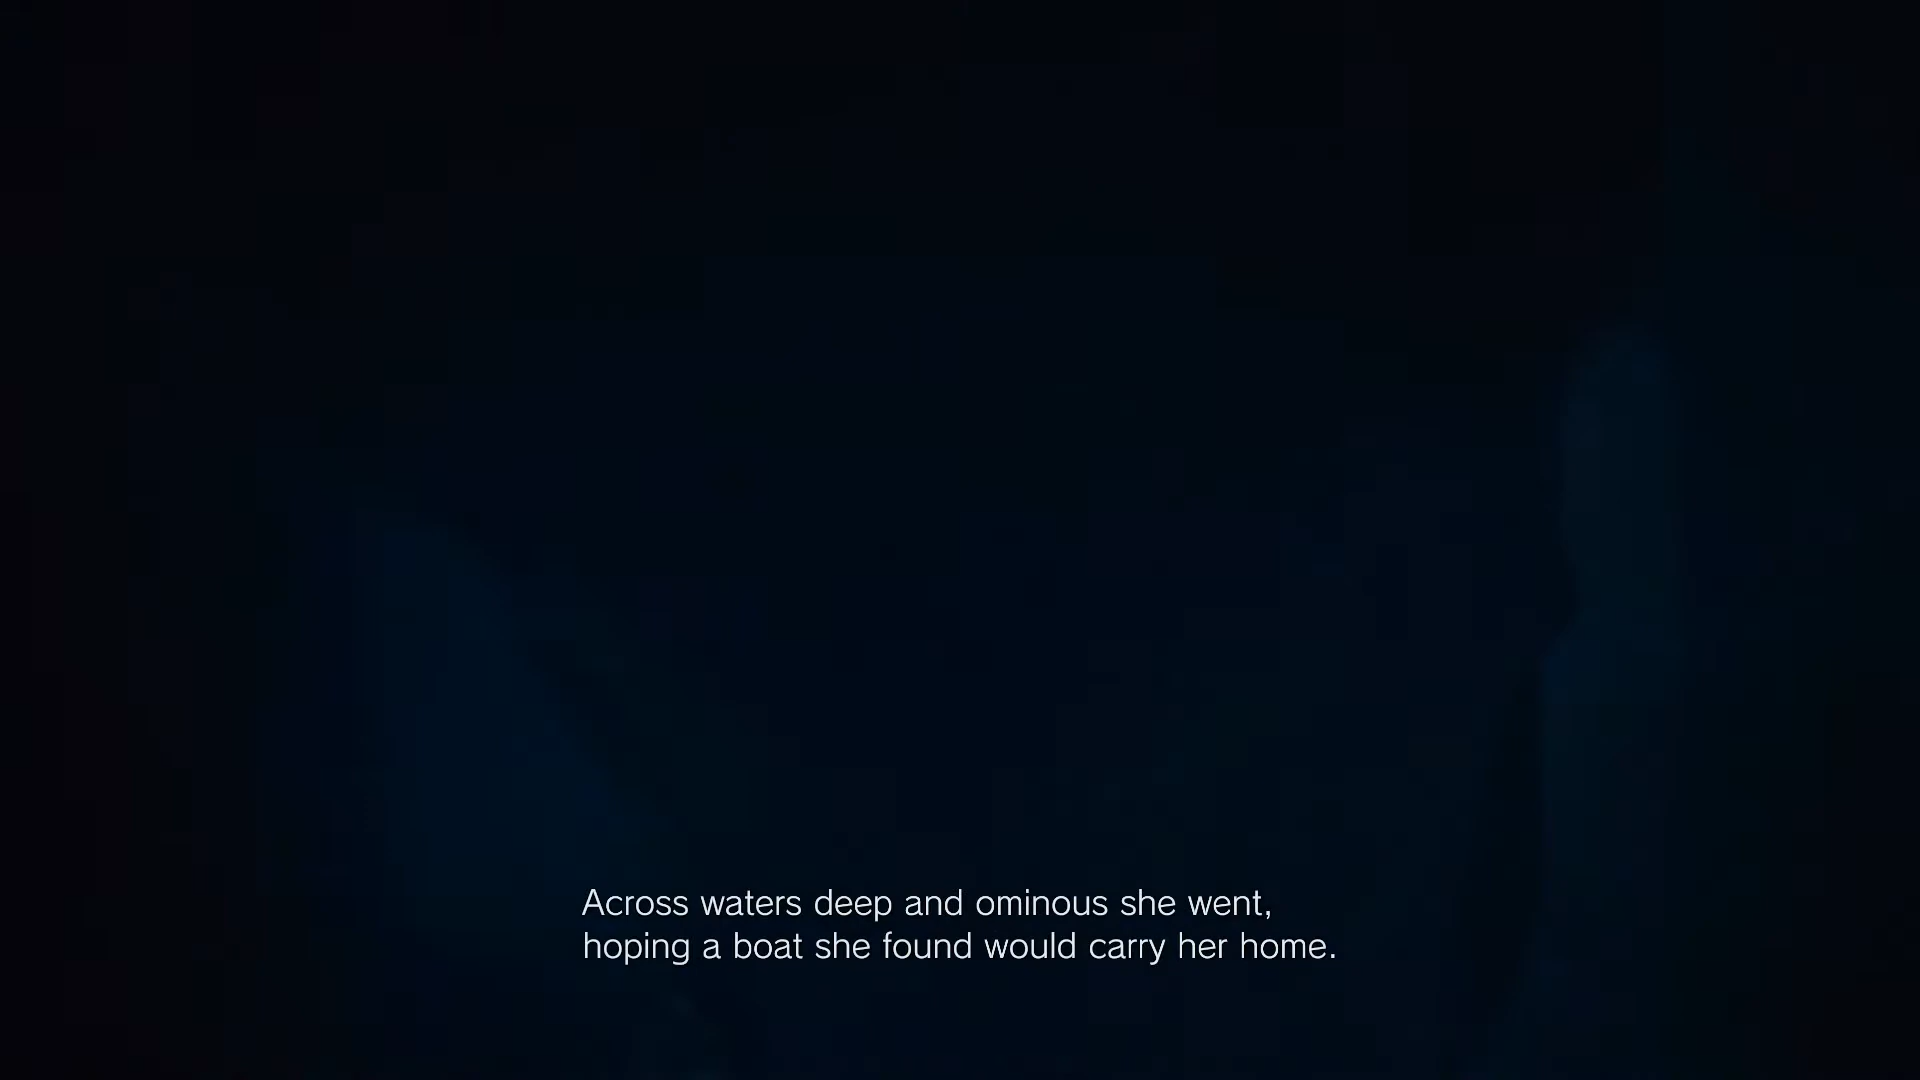 Across waters deep and ominous she went,
hoping a boat she found would carry her home.